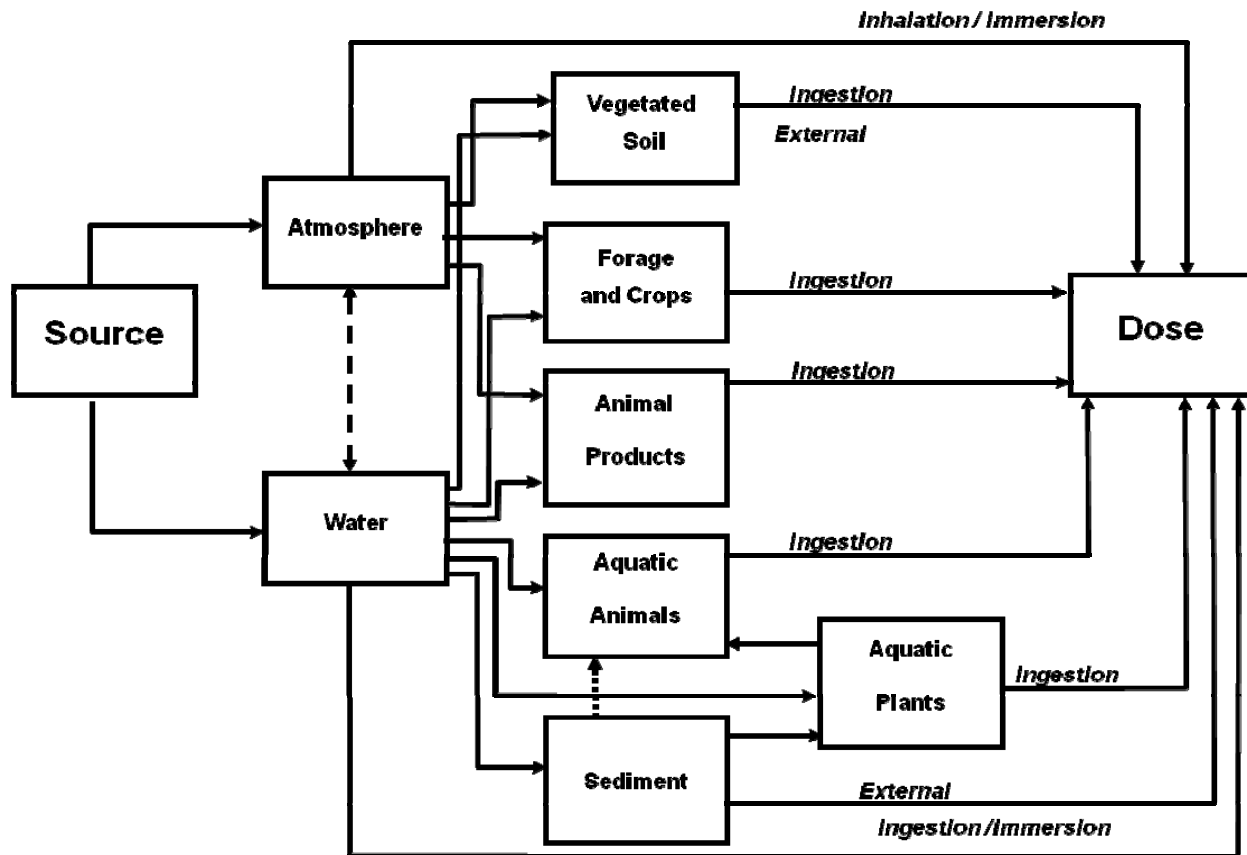 Inhalation / Immersion
Vegetated
Soil
Ingestion
External
Atmosphere
Forage
and Crops
Ingestion
Source
Dose
Animal
Products
Ingestion
Water
Aquatic
Animals
Ingestion
Aquatic
Plants
Ingestion
Sediment
External
Ingestion /Immersion